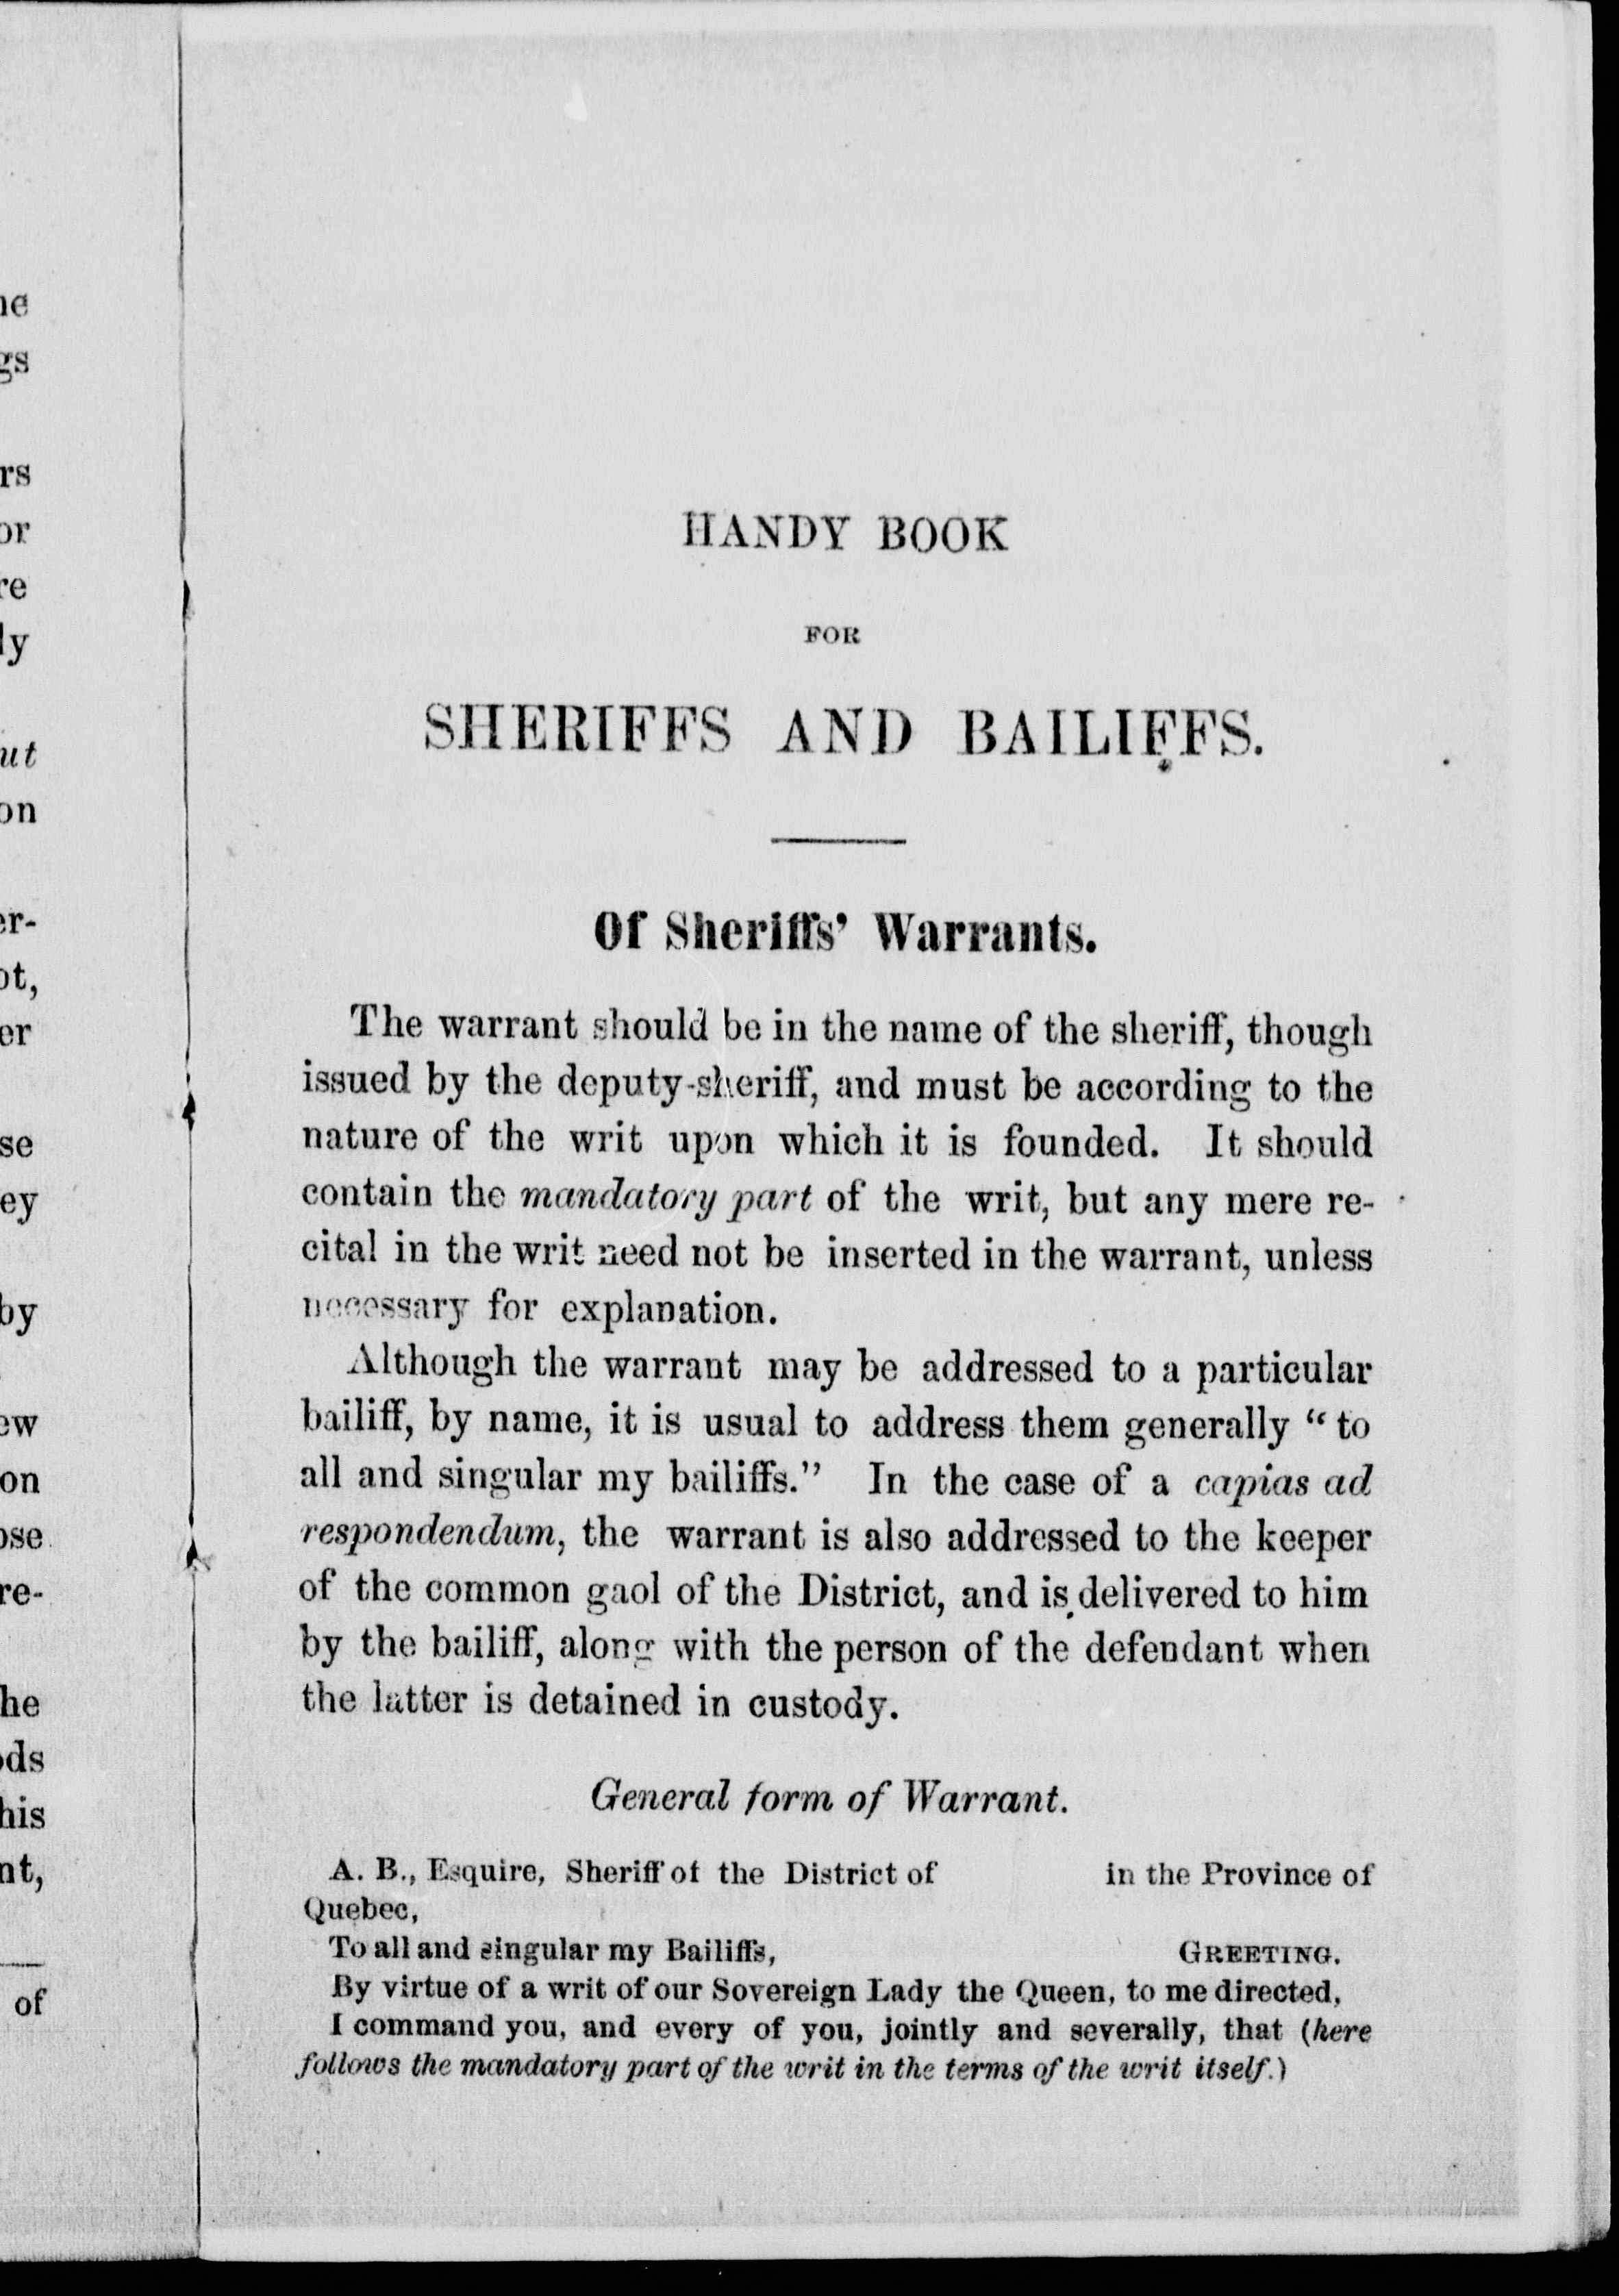 HANDY BOOK
FOR
SHERIFFS AND BAILIFFS.
Of Sheriffs' Warrants.
The warrant should be in the name of the sheriff, though
issued by the deputy-sheriff, and must be according to the
nature of the writ upon which it is founded. It should
contain the mandatory part of the writ, but any mere re-
cital in the writ need not be inserted in the warrant, unless
necessary for explanation.
Although the warrant may be addressed to a particular
bailiff, by name, it is usual to address them generally “ to
all and singular my bailiffs.” In the case of a capias ad
respondendum, the warrant is also addressed to the keeper
of the common gaol of the District, and is delivered to him
by the bailiff, along with the person of the defendant when
the latter is detained in custody.
General form of Warrant.
A. B., Esquire, Sheriff of the District of in the Province of
Quebec,
To all and singular my Bailiffs, GREETING.
By virtue of a writ of our Sovereign Lady the Queen, to me directed,
I command you, and every of you, jointly and severally, that (here
follows the mandatory part of the writ in the terms of the writ itself.)